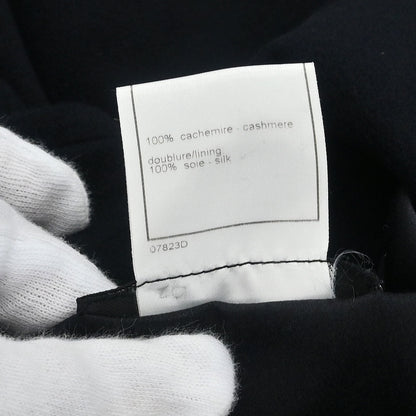 100% cachemire - cashmere
doublure/lining
100% soie - silk
07823D